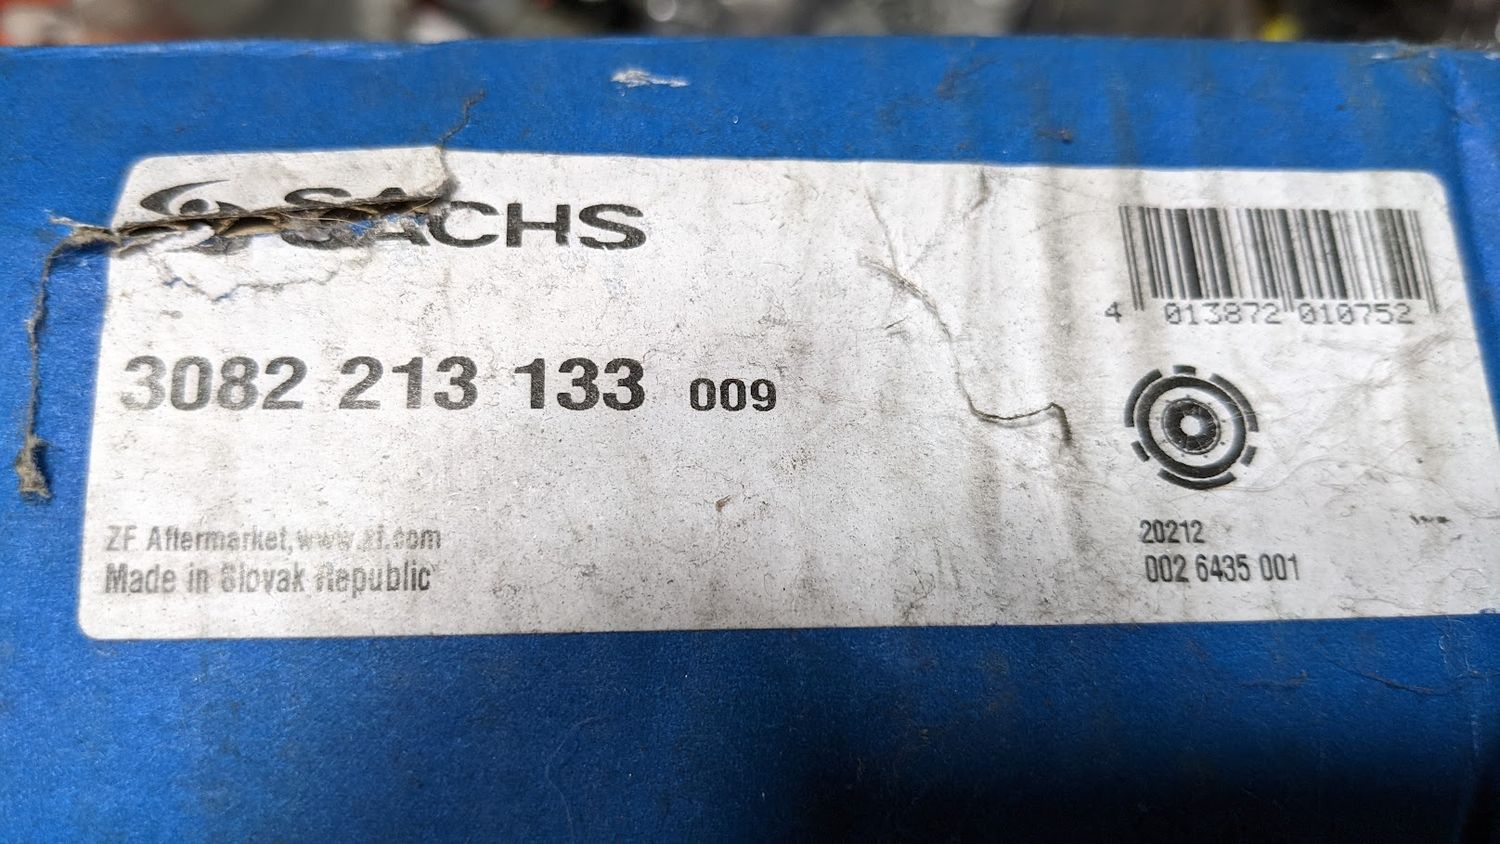 SACHS
4 013872 010752
3082 213 133 009
ZF Aftermarket,www.zf.com
Made in Slovak Republic
20212
002 6435 001